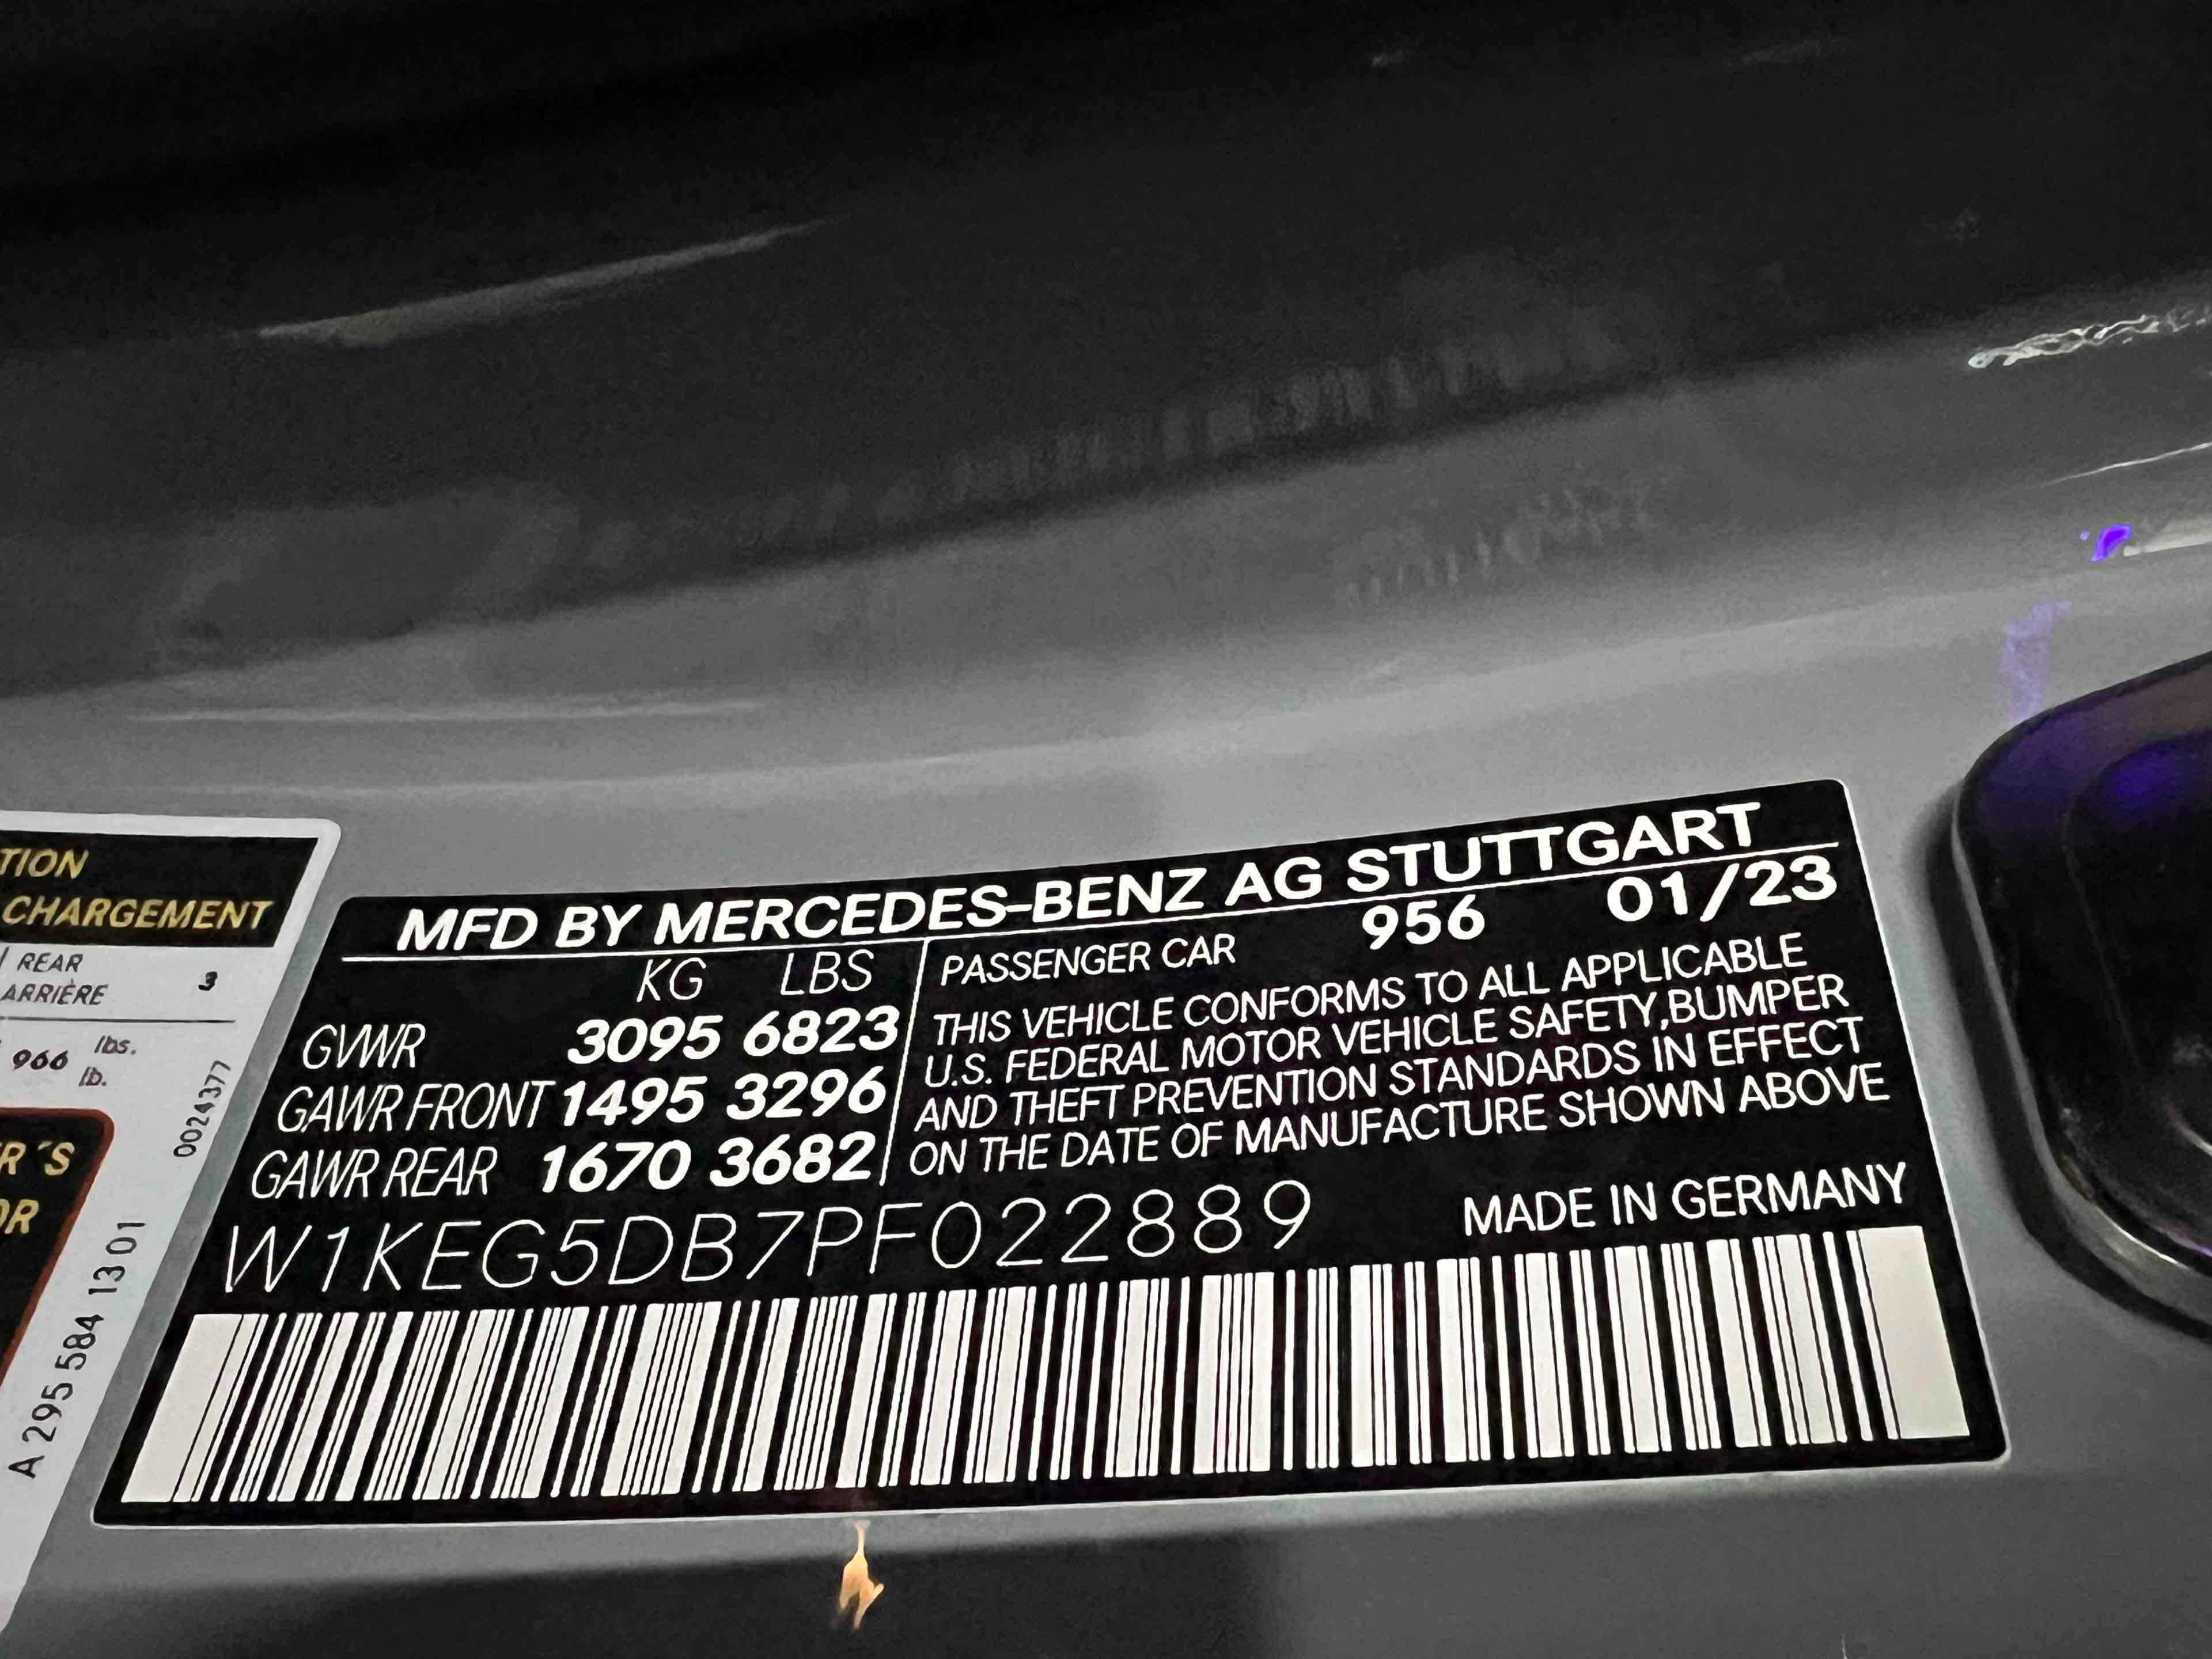 TION
CHARGEMENT
REAR 3
ARRIÈRE
966 lbs.
lb.
R'S
OR
0024377
A 295 584 13 01
MFD BY MERCEDES-BENZ AG STUTTGART
KG LBS
GVWR 3095 6823
GAWR FRONT 1495 3296
GAWR REAR 1670 3682
PASSENGER CAR 956 01/23
THIS VEHICLE CONFORMS TO ALL APPLICABLE
U.S. FEDERAL MOTOR VEHICLE SAFETY,BUMPER
AND THEFT PREVENTION STANDARDS IN EFFECT
ON THE DATE OF MANUFACTURE SHOWN ABOVE
W1KEG5DB7PF022889
MADE IN GERMANY